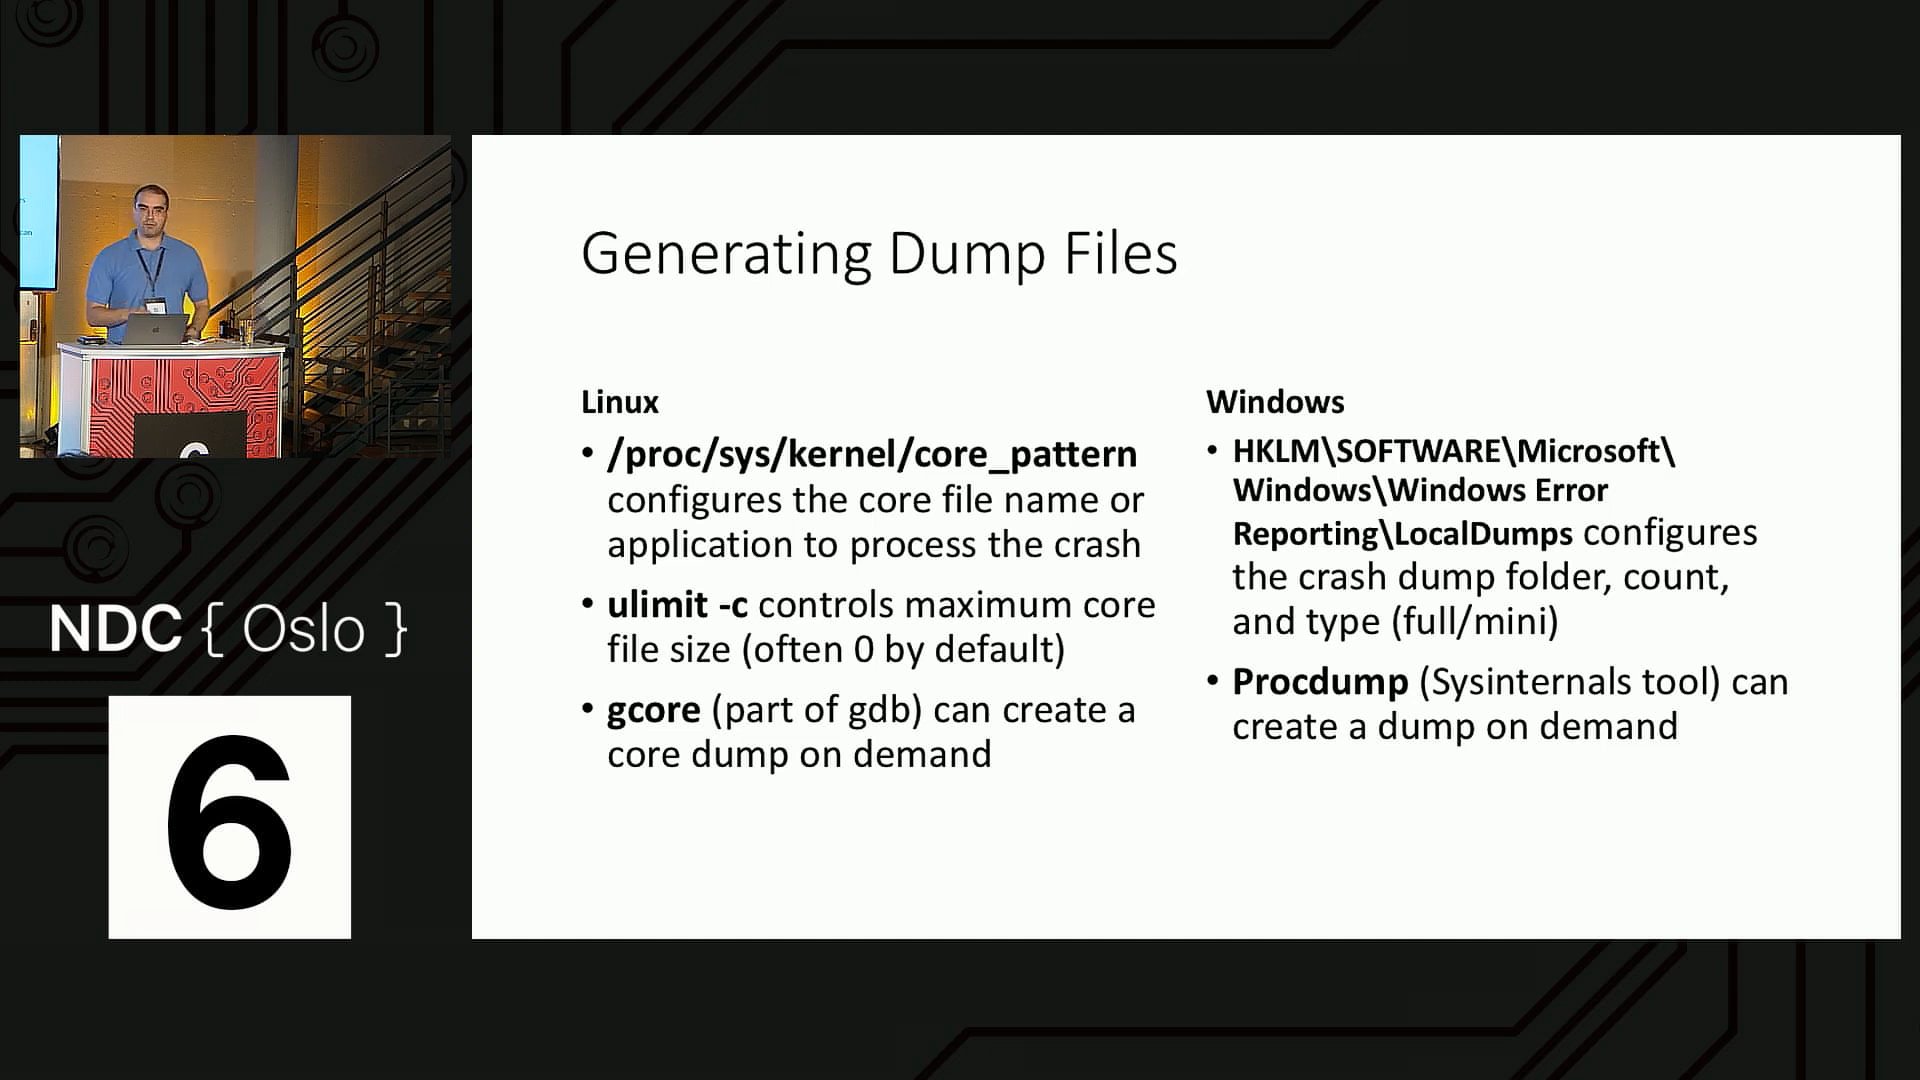 Generating Dump Files
Linux
• /proc/sys/kernel/core_pattern
configures the core file name or
application to process the crash
• ulimit -c controls maximum core
file size (often 0 by default)
• gcore (part of gdb) can create a
core dump on demand
Windows
• HKLM\SOFTWARE\Microsoft\
Windows\Windows Error
Reporting\LocalDumps configures
the crash dump folder, count,
and type (full/mini)
• Procdump (Sysinternals tool) can
create a dump on demand
NDC { Oslo }
6
can